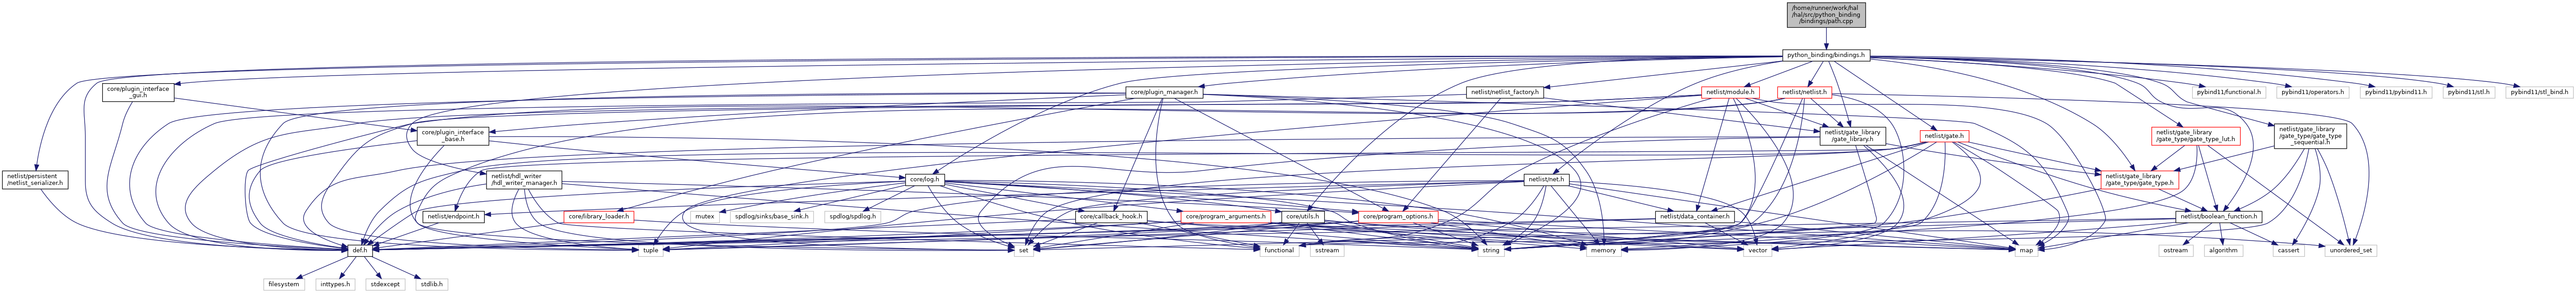 /home/runner/work/hal
/hal/src/python_binding
/bindings/path.cpp
python_binding/bindings.h
core/plugin_interface
_gui.h
core/plugin_manager.h
netlist/netlist_factory.h
netlist/module.h
netlist/netlist.h
pybind11/functional.h
pybind11/operators.h
pybind11/pybind11.h
pybind11/stl.h
pybind11/stl_bind.h
core/plugin_interface
_base.h
netlist/gate_library
/gate_library.h
netlist/gate.h
netlist/gate_library
/gate_type/gate_type_lut.h
netlist/gate_library
/gate_type/gate_type
_sequential.h
netlist/persistent
/netlist_serializer.h
netlist/hdl_writer
/hdl_writer_manager.h
core/log.h
netlist/net.h
netlist/gate_library
/gate_type/gate_type.h
netlist/endpoint.h
core/library_loader.h
mutex
spdlog/sinks/base_sink.h
spdlog/spdlog.h
core/callback_hook.h
core/program_arguments.h
core/utils.h
core/program_options.h
netlist/data_container.h
netlist/boolean_function.h
def.h
tuple
set
functional
sstream
string
memory
vector
map
ostream
algorithm
cassert
unordered_set
filesystem
inttypes.h
stdexcept
stdlib.h